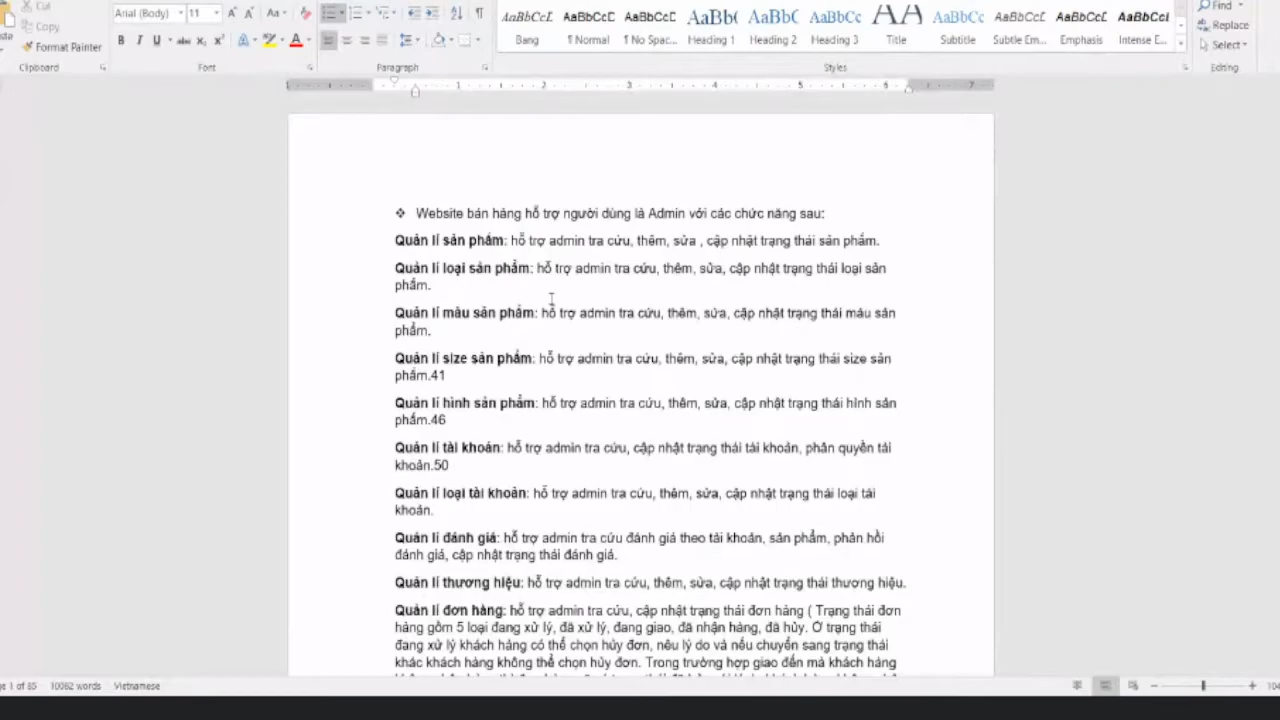 Cut
Copy
Format Painter
Clipboard
Arial (Body) 11
Font
Paragraph
AaBbCcI AaBbCcC AaBbCcC AaBb( AaBbC AaBbCc AA AaBbCc AaBbCcI AaBbCcI AaBbCcI
Bang ¶ Normal ¶ No Spac... Heading 1 Heading 2 Heading 3 Title Subtitle Subtle Em... Emphasis Intense E...
Styles
Find
Replace
Select
Editing
1 1 2 3 4 5 6 7
❖ Website bán hàng hỗ trợ người dùng là Admin với các chức năng sau:
Quản lí sản phẩm: hỗ trợ admin tra cứu, thêm, sửa , cập nhật trạng thái sản phẩm.
Quản lí loại sản phẩm: hỗ trợ admin tra cứu, thêm, sửa, cập nhật trạng thái loại sản
phẩm.
Quản lí màu sản phẩm: hỗ trợ admin tra cứu, thêm, sửa, cập nhật trạng thái màu sản
phẩm.
Quản lí size sản phẩm: hỗ trợ admin tra cứu, thêm, sửa, cập nhật trạng thái size sản
phẩm.41
Quản lí hình sản phẩm: hỗ trợ admin tra cứu, thêm, sửa, cập nhật trạng thái hình sản
phẩm.46
Quản lí tài khoản: hỗ trợ admin tra cứu, cập nhật trạng thái tài khoản, phân quyền tài
khoản.50
Quản lí loại tài khoản: hỗ trợ admin tra cứu, thêm, sửa, cập nhật trạng thái loại tài
khoản.
Quản lí đánh giá: hỗ trợ admin tra cứu đánh giá theo tài khoản, sản phẩm, phản hồi
đánh giá, cập nhật trạng thái đánh giá.
Quản lí thương hiệu: hỗ trợ admin tra cứu, thêm, sửa, cập nhật trạng thái thương hiệu.
Quản lí đơn hàng: hỗ trợ admin tra cứu, cập nhật trạng thái đơn hàng ( Trạng thái đơn
hàng gồm 5 loại đang xử lý, đã xử lý, đang giao, đã nhận hàng, đã hủy. Ở trạng thái
đang xử lý khách hàng có thể chọn hủy đơn, nêu lý do và nếu chuyển sang trạng thái
khác khách hàng không thể chọn hủy đơn. Trong trường hợp giao đến mà khách hàng
1 of 85 10082 words Vietnamese